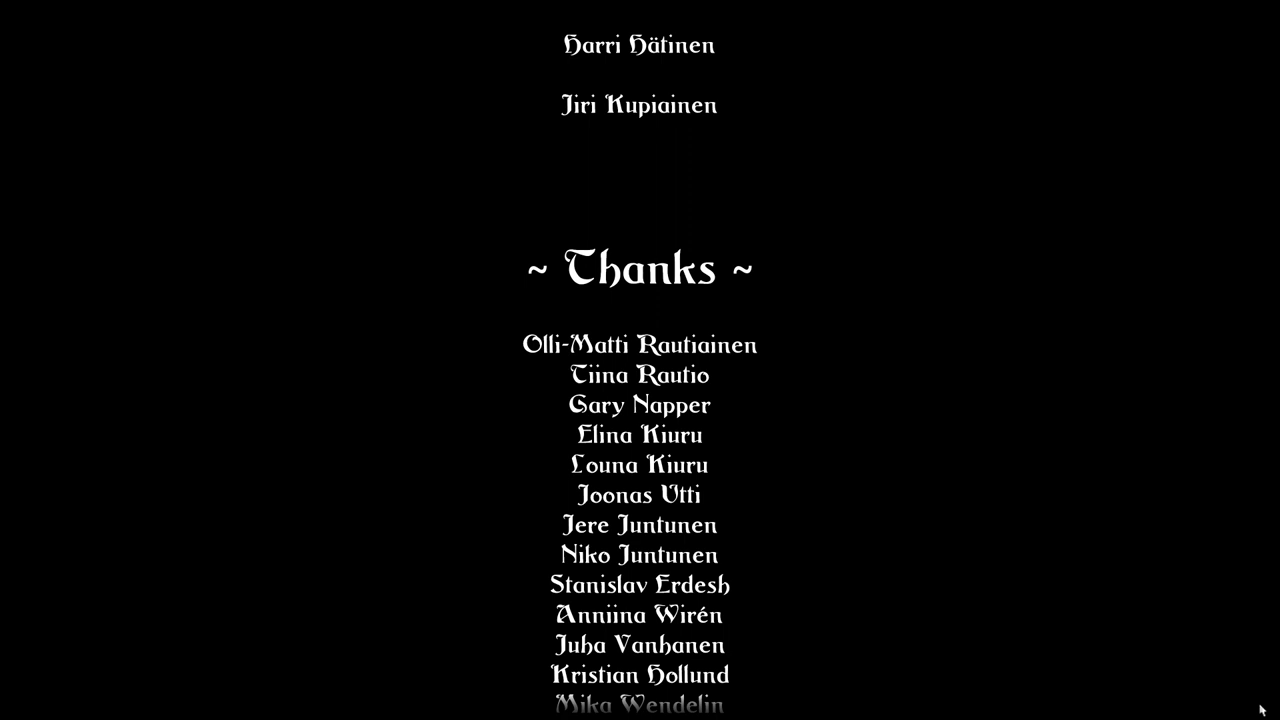 Harri Hätinen
Jiri Kupiainen
~ Thanks ~
Olli-Matti Rautiainen
Tiina Rautio
Gary Napper
Elina Kiuru
Louna Kiuru
Joonas Utti
Jere Juntunen
Niko Juntunen
Stanislav Erdesh
Anniina Wirén
Juha Vanhanen
Kristian Hollund
Mika Wendelin